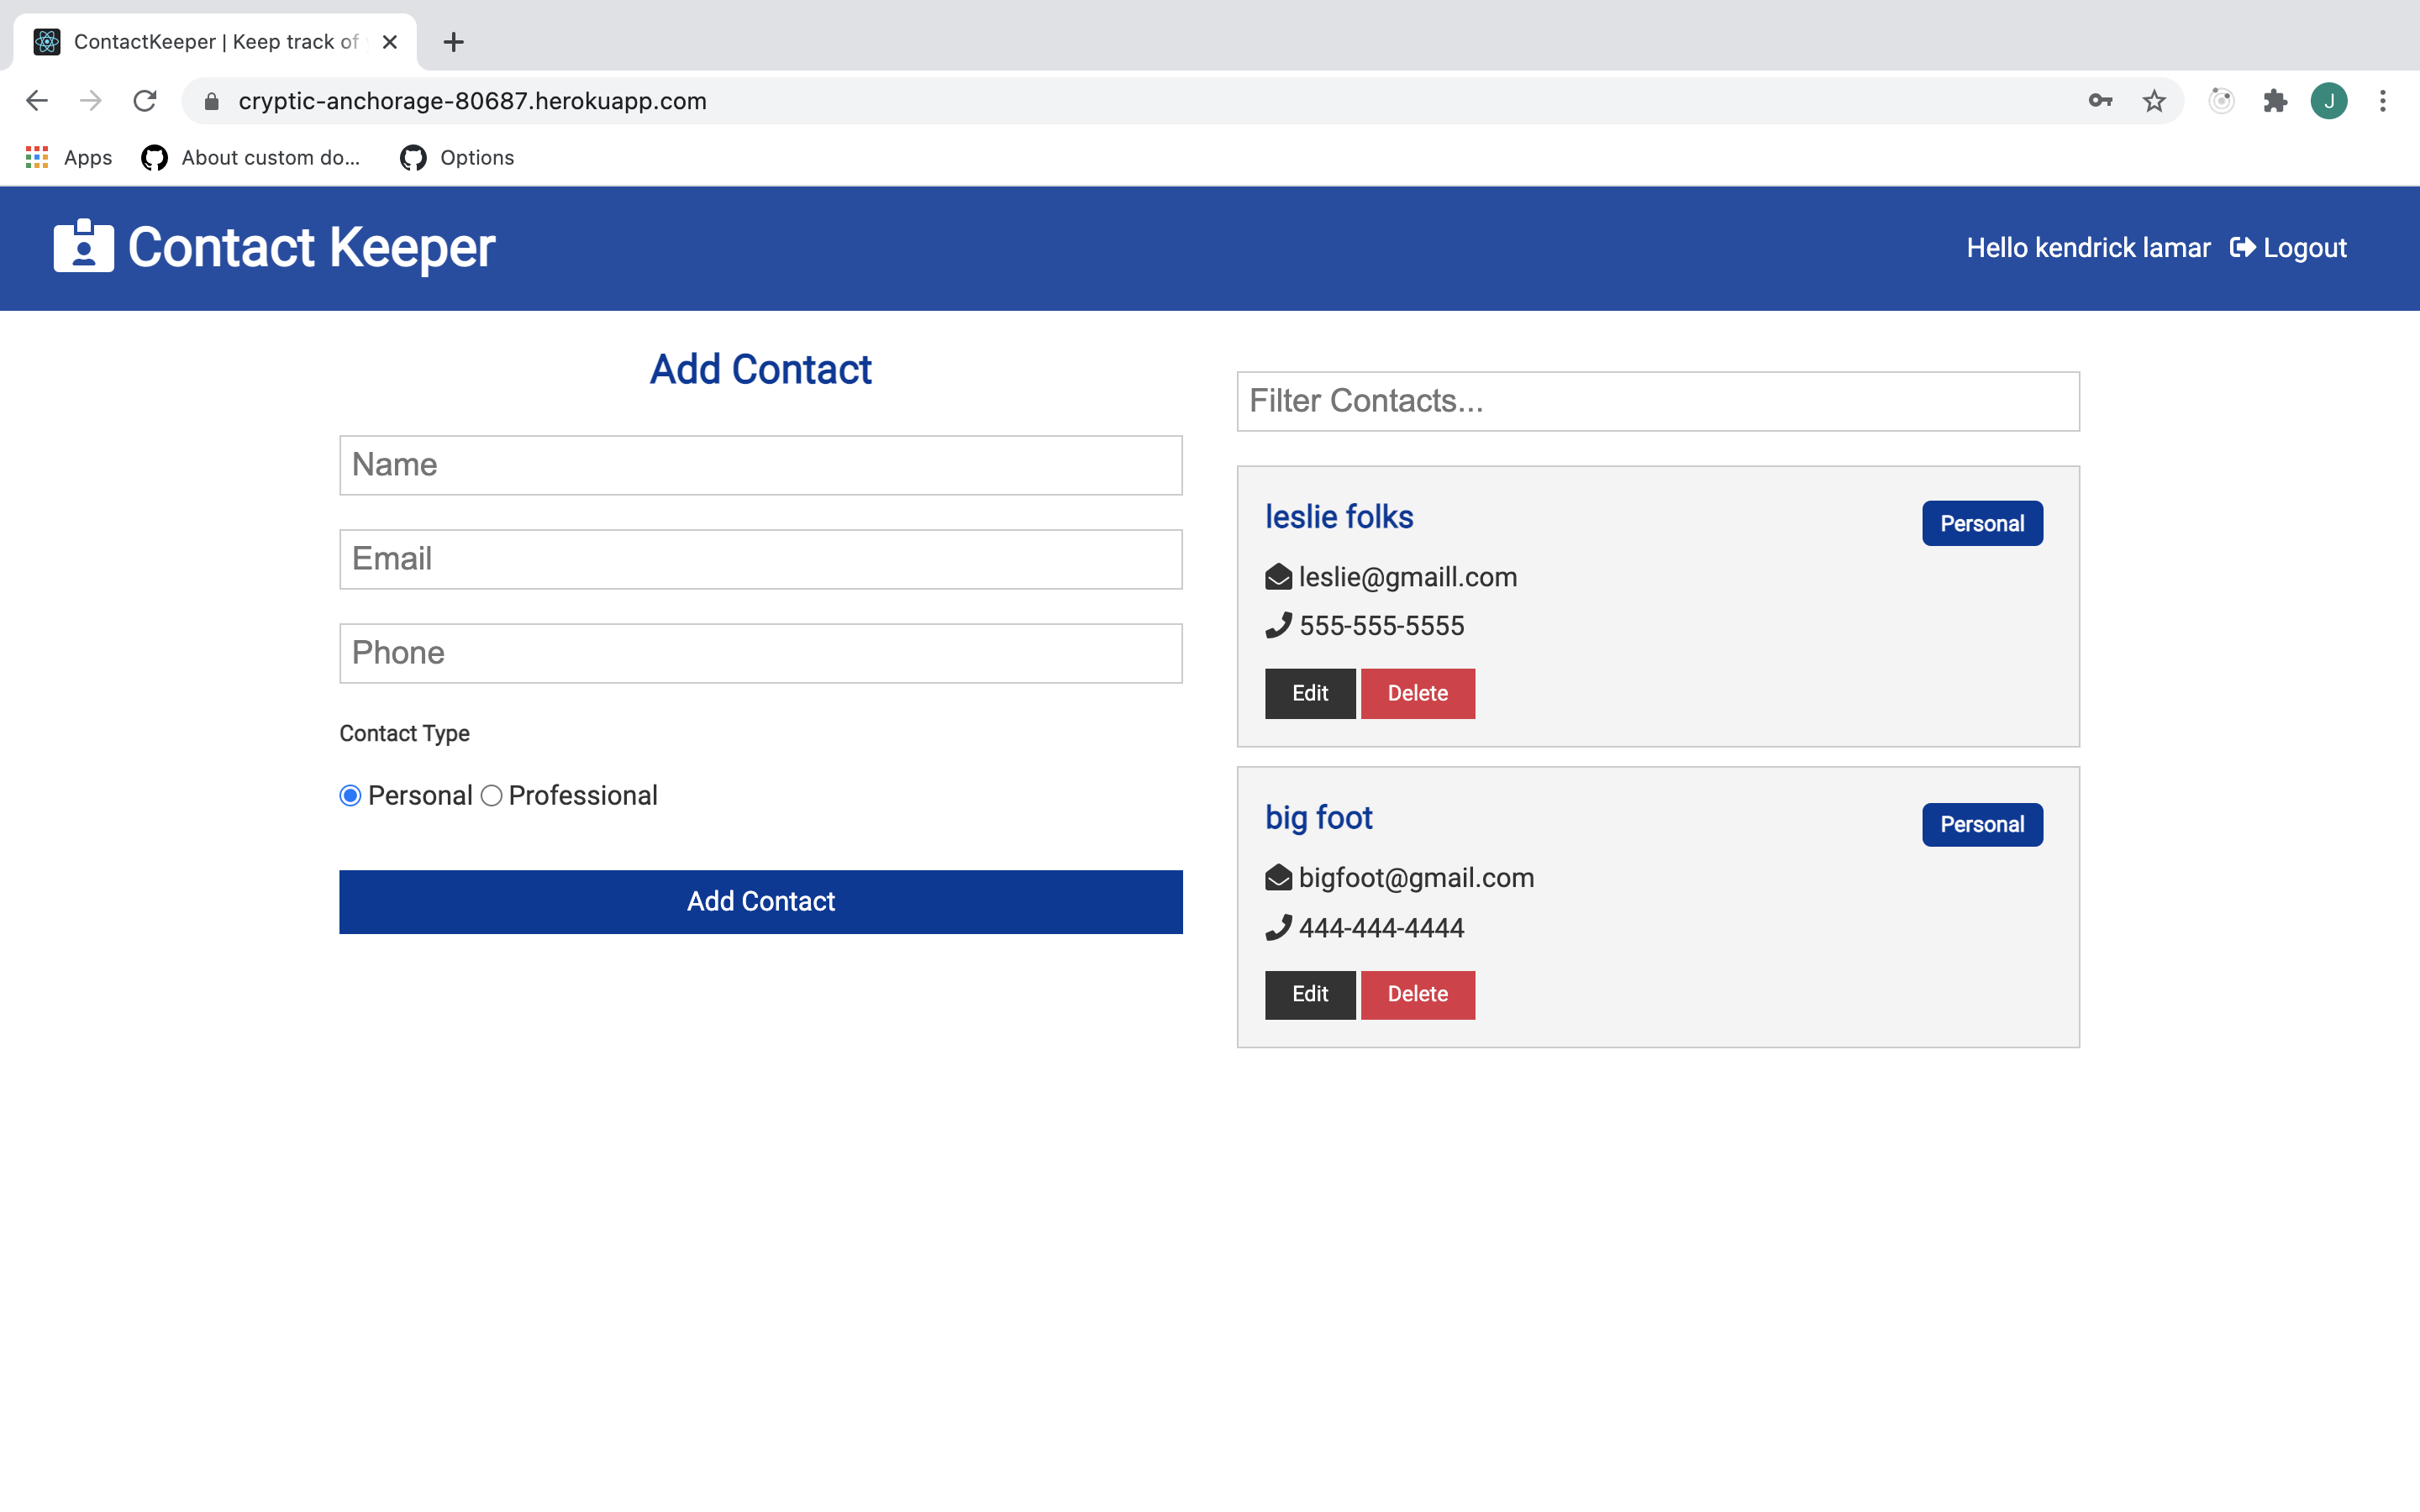 ContactKeeper | Keep track of
cryptic-anchorage-80687.herokuapp.com
J
Apps
About custom do...
Options
Contact Keeper
Hello kendrick lamar Logout
Add Contact
Name
Email
Phone
Contact Type
Personal Professional
Add Contact
Filter Contacts...
leslie folks
Personal
leslie@gmaill.com
555-555-5555
Edit Delete
big foot
Personal
bigfoot@gmail.com
444-444-4444
Edit Delete